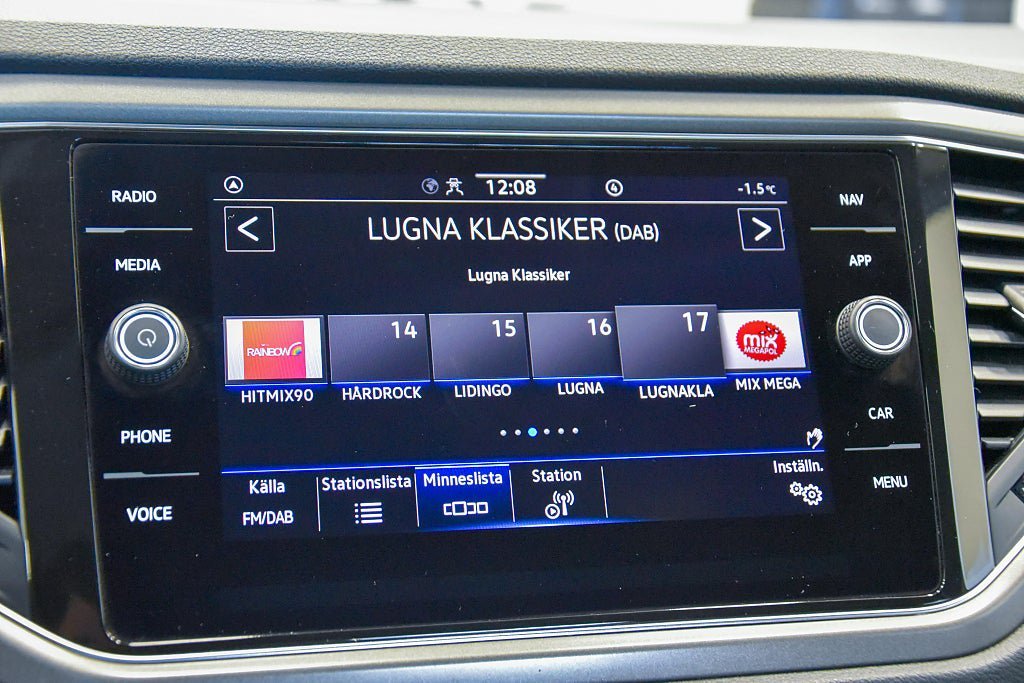 RADIO
MEDIA
PHONE
VOICE
12:08
4
-1.5°C
< LUGNA KLASSIKER (DAB) >
Lugna Klassiker
RAINBOW
14
15
16
17
mix
MEGAPOL
HITMIX90
HÅRDROCK
LIDINGO
LUGNA
LUGNAKLA
MIX MEGA
Källa
FM/DAB
Stationslista
Minneslista
Station
Inställn.
NAV
APP
CAR
MENU